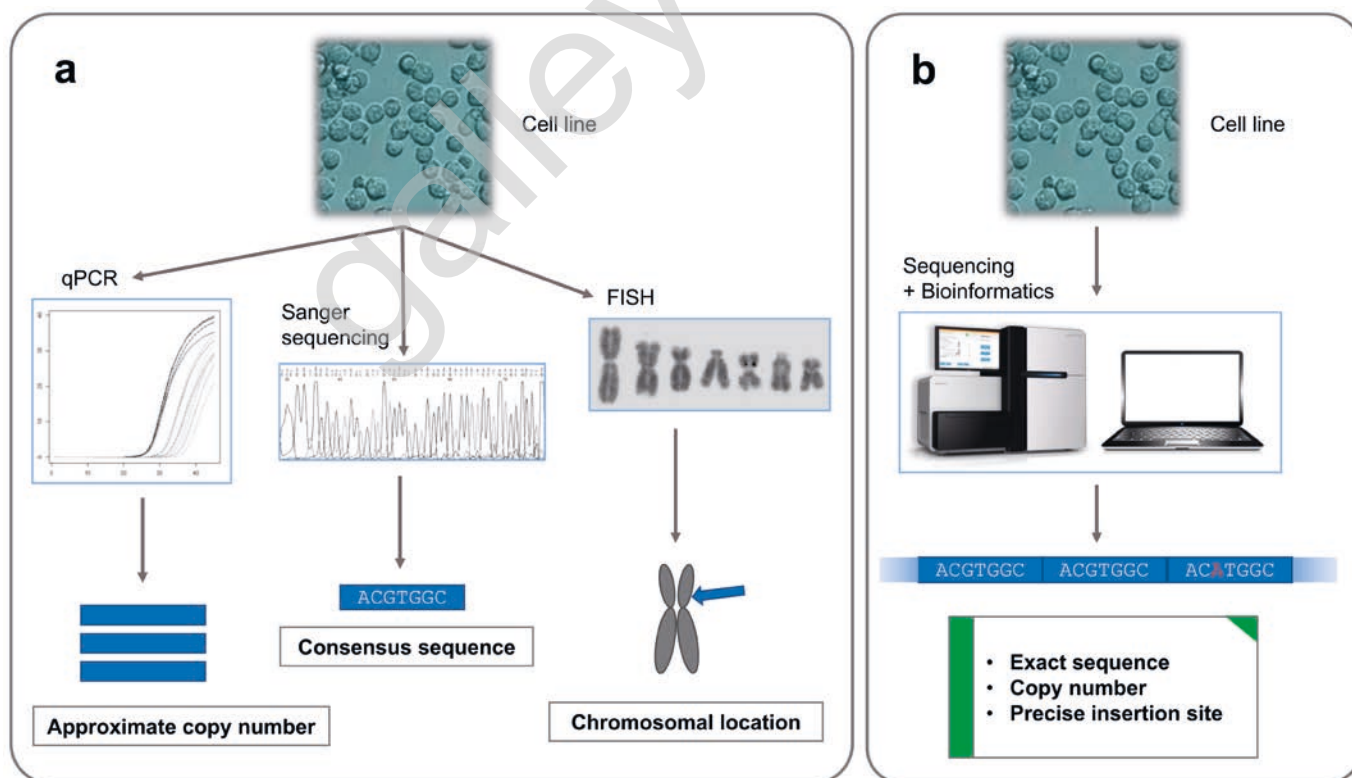 a
Cell line
qPCR
Sanger
sequencing
FISH
ACGTGGC
Consensus sequence
Approximate copy number
Chromosomal location
b
Cell line
Sequencing
+ Bioinformatics
ACGTGGC ACGTGGC ACATGGC
• Exact sequence
• Copy number
• Precise insertion site
galley